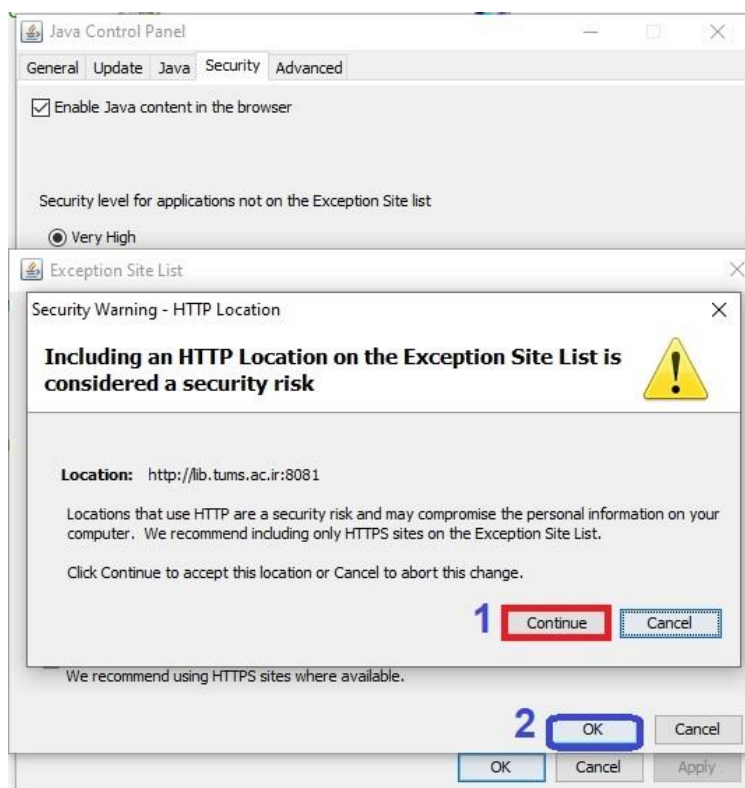 Java Control Panel
General Update Java Security Advanced
Enable Java content in the browser
Security level for applications not on the Exception Site list
Very High
Exception Site List
Security Warning - HTTP Location
Including an HTTP Location on the Exception Site List is
considered a security risk
Location: http://lib.tums.ac.ir:8081
Locations that use HTTP are a security risk and may compromise the personal information on your
computer. We recommend including only HTTPS sites on the Exception Site List.
Click Continue to accept this location or Cancel to abort this change.
1 Continue Cancel
We recommend using HTTPS sites where available.
2 OK Cancel
OK Cancel Apply